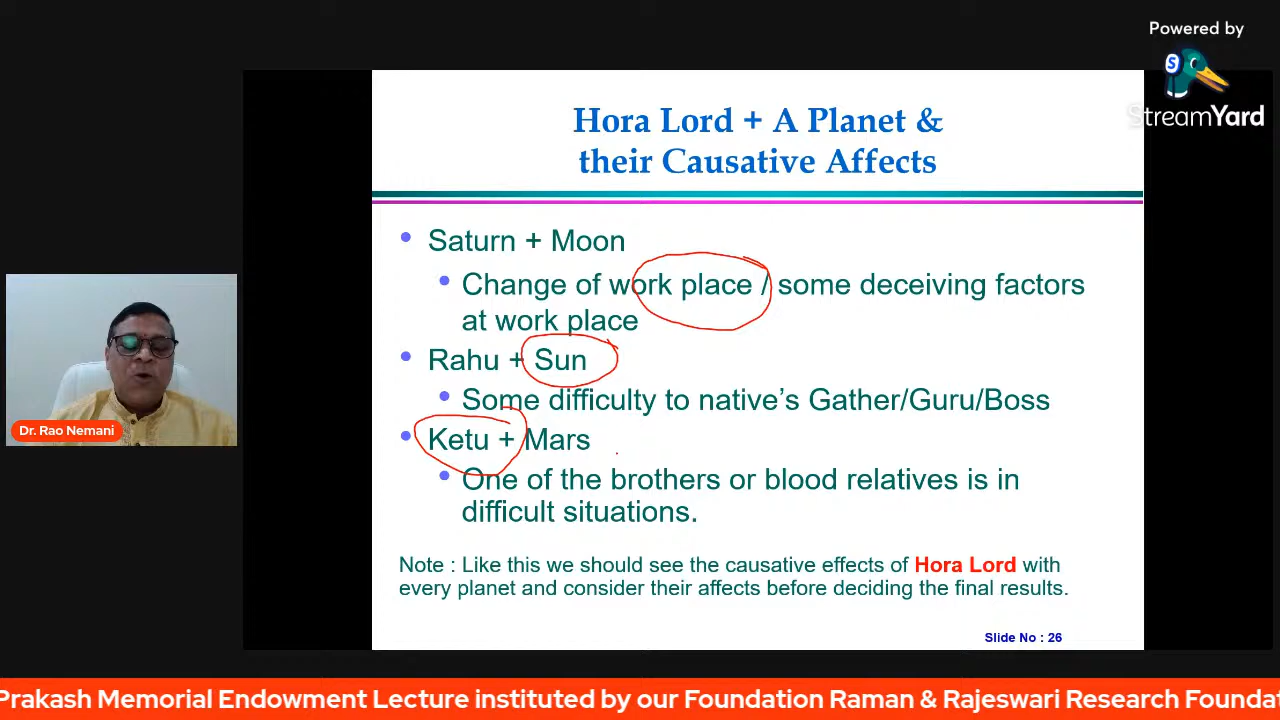 Powered by
StreamYard
Hora Lord + A Planet &
their Causative Affects
Saturn + Moon
Change of work place / some deceiving factors
at work place
Rahu + Sun
Some difficulty to native's Gather/Guru/Boss
Ketu + Mars
One of the brothers or blood relatives is in
difficult situations.
Note : Like this we should see the causative effects of Hora Lord with
every planet and consider their affects before deciding the final results.
Slide No : 26
Dr. Rao Nemani
Prakash Memorial Endowment Lecture instituted by our Foundation Raman & Rajeswari Research Foundat